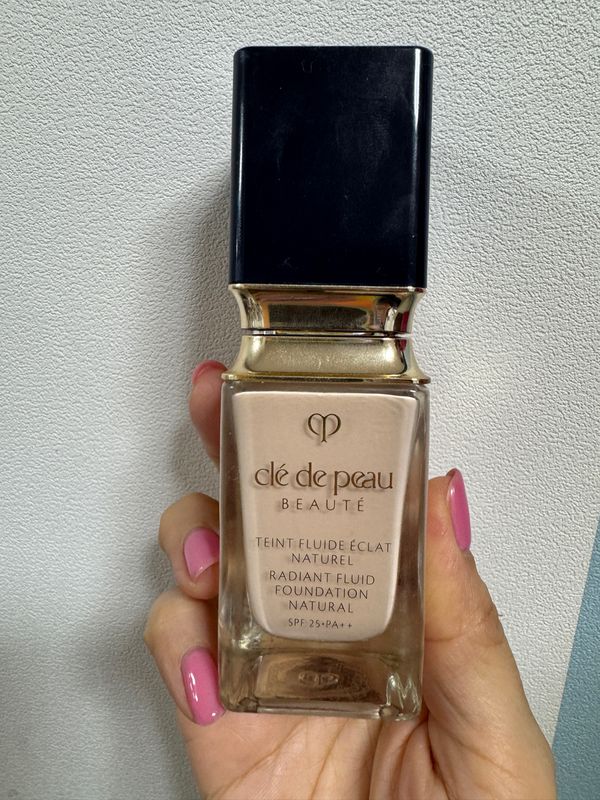 clé de peau
BEAUTÉ
TEINT FLUIDE ÉCLAT
NATUREL
RADIANT FLUID
FOUNDATION
NATURAL
SPF 25•PA++